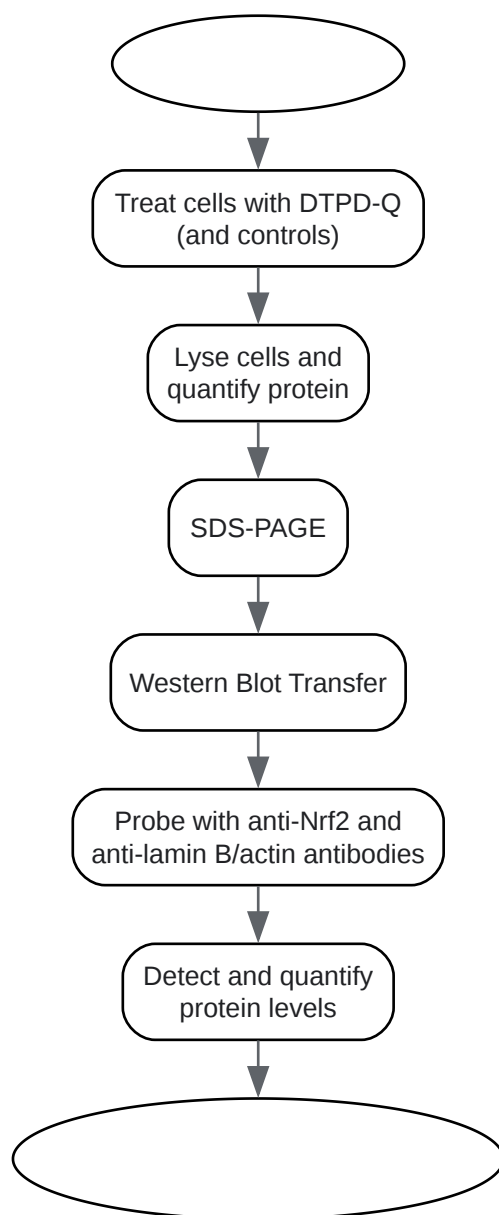 Treat cells with DTPD-Q
(and controls)
Lyse cells and
quantify protein
SDS-PAGE
Western Blot Transfer
Probe with anti-Nrf2 and
anti-lamin B/actin antibodies
Detect and quantify
protein levels